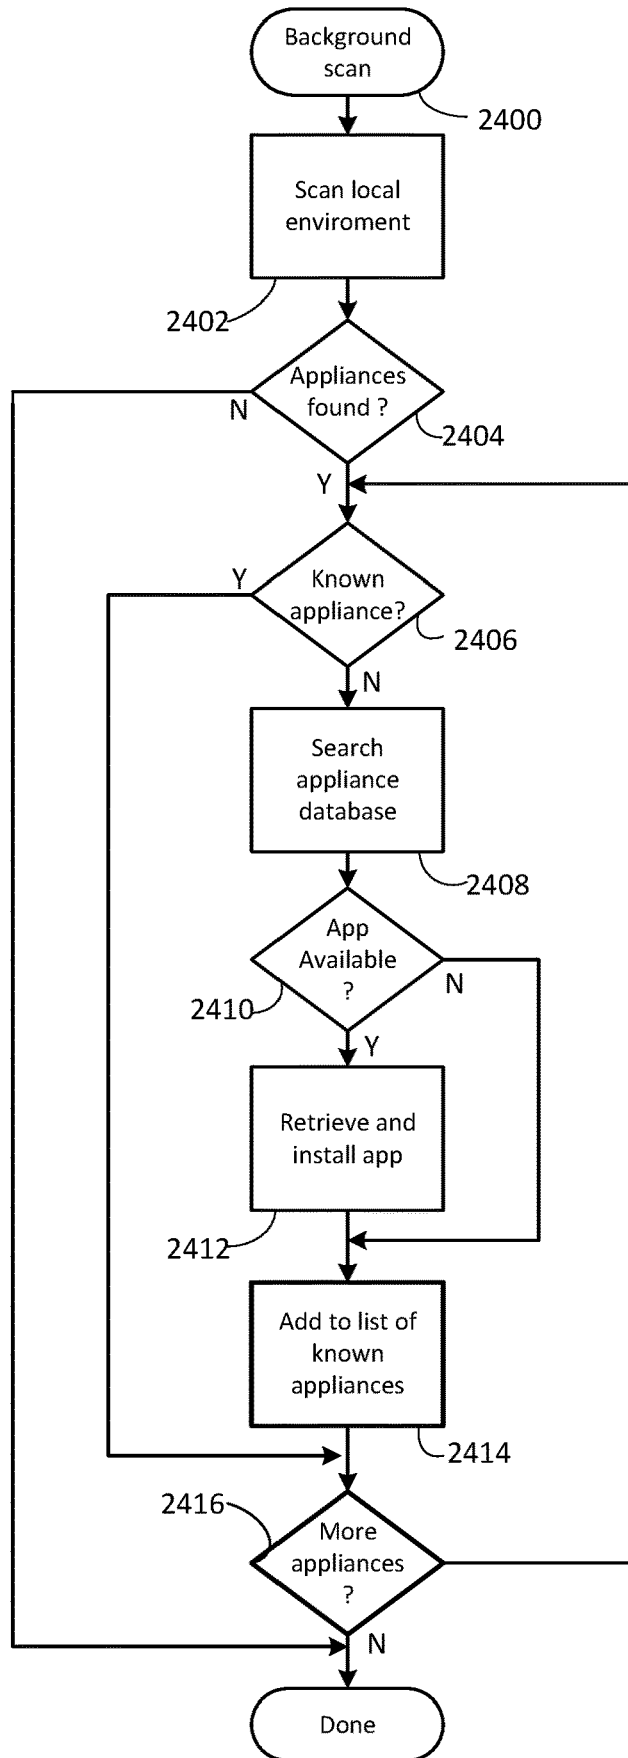 Background
scan
2400
Scan local
enviroment
2402
Appliances
found ?
N
2404
Y
Y
Known
appliance?
2406
N
Search
appliance
database
2408
App
Available
?
N
2410
Y
Retrieve and
install app
2412
Add to list of
known
appliances
2414
2416
More
appliances
?
N
Done